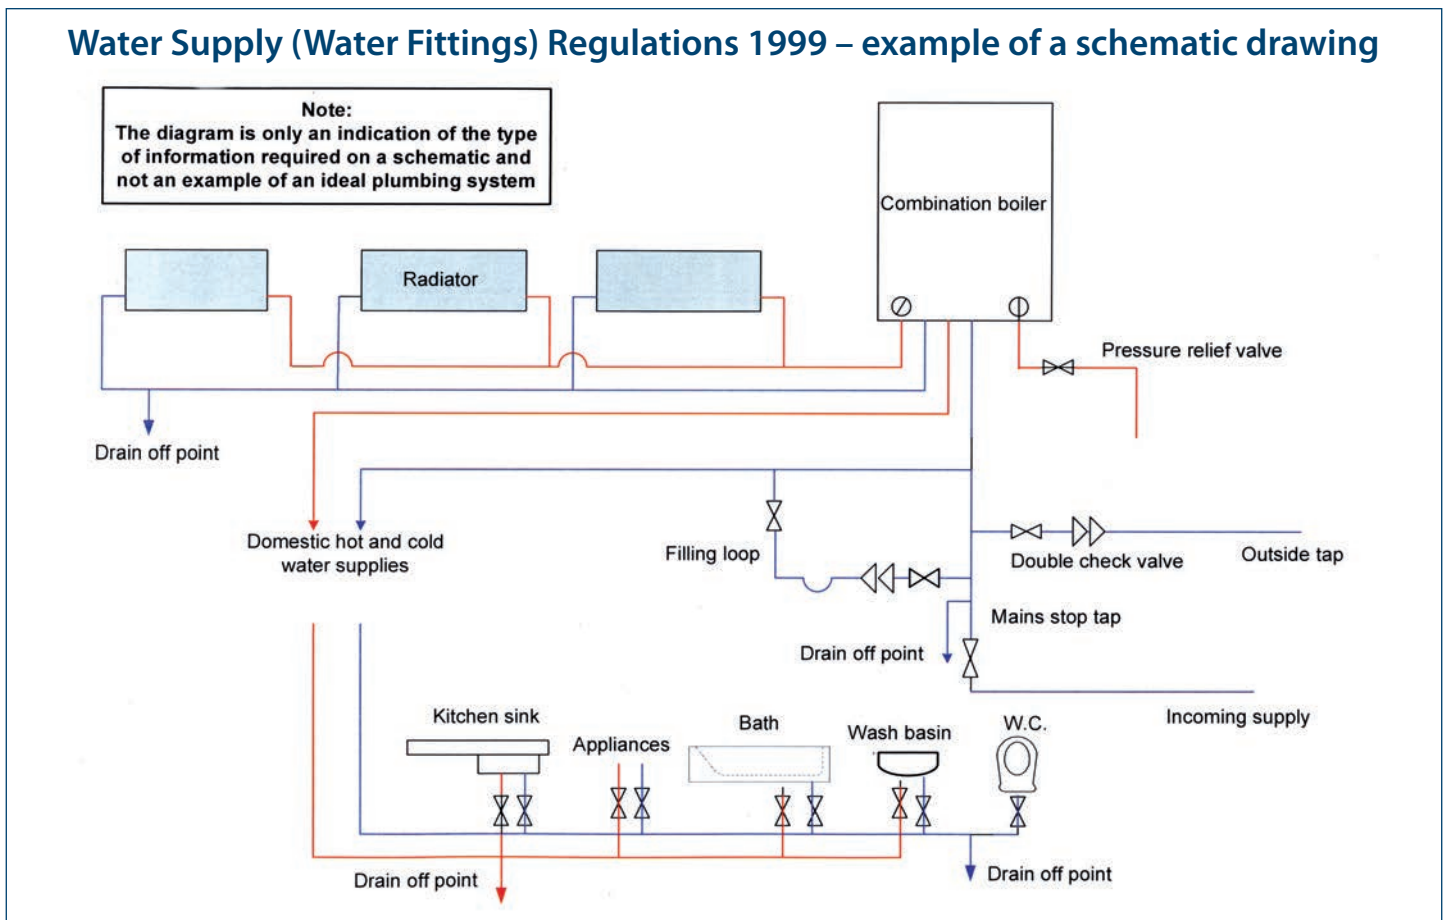 Water Supply (Water Fittings) Regulations 1999 – example of a schematic drawing
Note:
The diagram is only an indication of the type
of information required on a schematic and
not an example of an ideal plumbing system
Combination boiler
Radiator
Pressure relief valve
Drain off point
Domestic hot and cold
water supplies
Filling loop
Double check valve
Outside tap
Mains stop tap
Drain off point
Incoming supply
Kitchen sink
Appliances
Bath
Wash basin
W.C.
Drain off point
Drain off point